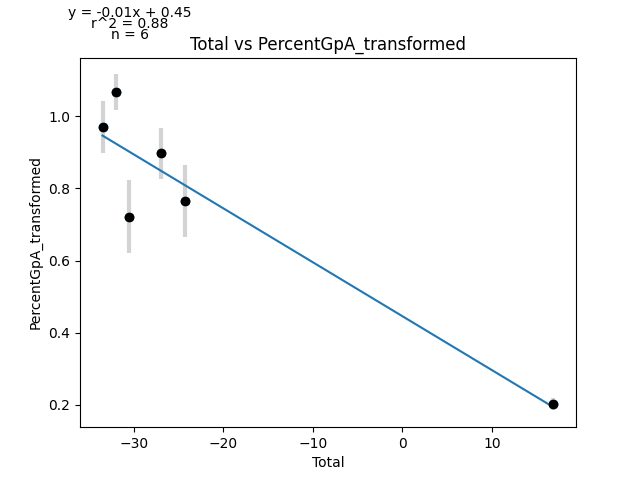 y = -0.01x + 0.45
r^2 = 0.88
n = 6
Total vs PercentGpA_transformed
PercentGpA_transformed
1.0
0.8
0.6
0.4
0.2
−30
−20
−10
0
10
Total